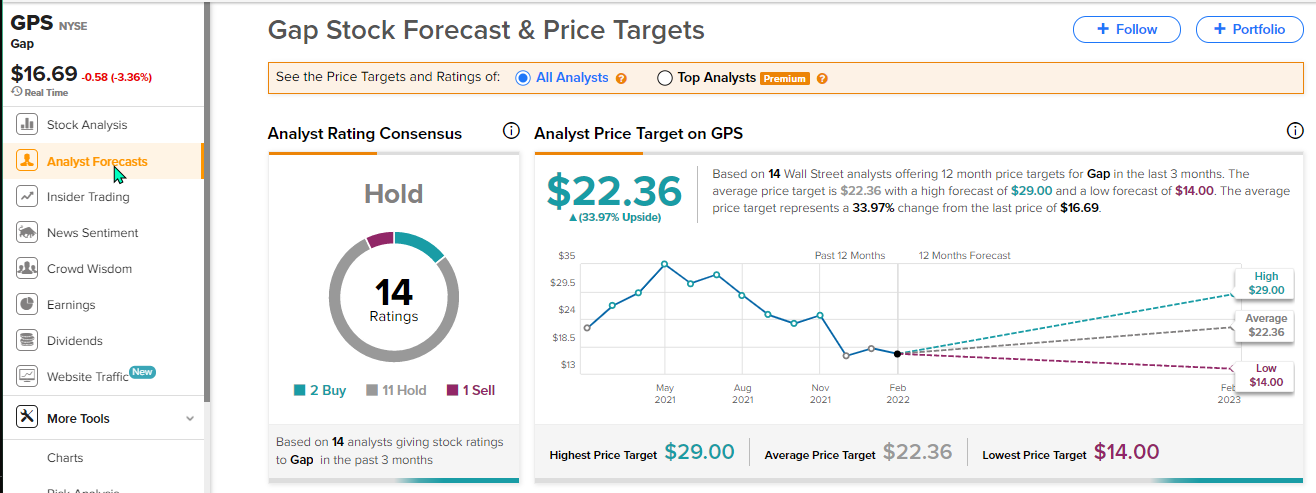 GPS NYSE
Gap
$16.69 -0.58 (-3.36%)
Real Time
Stock Analysis
Analyst Forecasts
Insider Trading
News Sentiment
Crowd Wisdom
Earnings
Dividends
Website Traffic New
More Tools
Charts
Risk Analysis
Gap Stock Forecast & Price Targets
+ Follow
+ Portfolio
See the Price Targets and Ratings of: All Analysts ? Top Analysts Premium ?
Analyst Rating Consensus
Hold
14
Ratings
2 Buy 11 Hold 1 Sell
Based on 14 analysts giving stock ratings
to Gap in the past 3 months
Analyst Price Target on GPS
$22.36
▲(33.97% Upside)
Based on 14 Wall Street analysts offering 12 month price targets for Gap in the last 3 months. The
average price target is $22.36 with a high forecast of $29.00 and a low forecast of $14.00. The average
price target represents a 33.97% change from the last price of $16.69.
Past 12 Months 12 Months Forecast
$35
$29.5
$24
$18.5
$13
High
$29.00
Average
$22.36
Low
$14.00
May Aug Nov Feb
2021 2021 2021 2022 2023
Highest Price Target $29.00 Average Price Target $22.36 Lowest Price Target $14.00